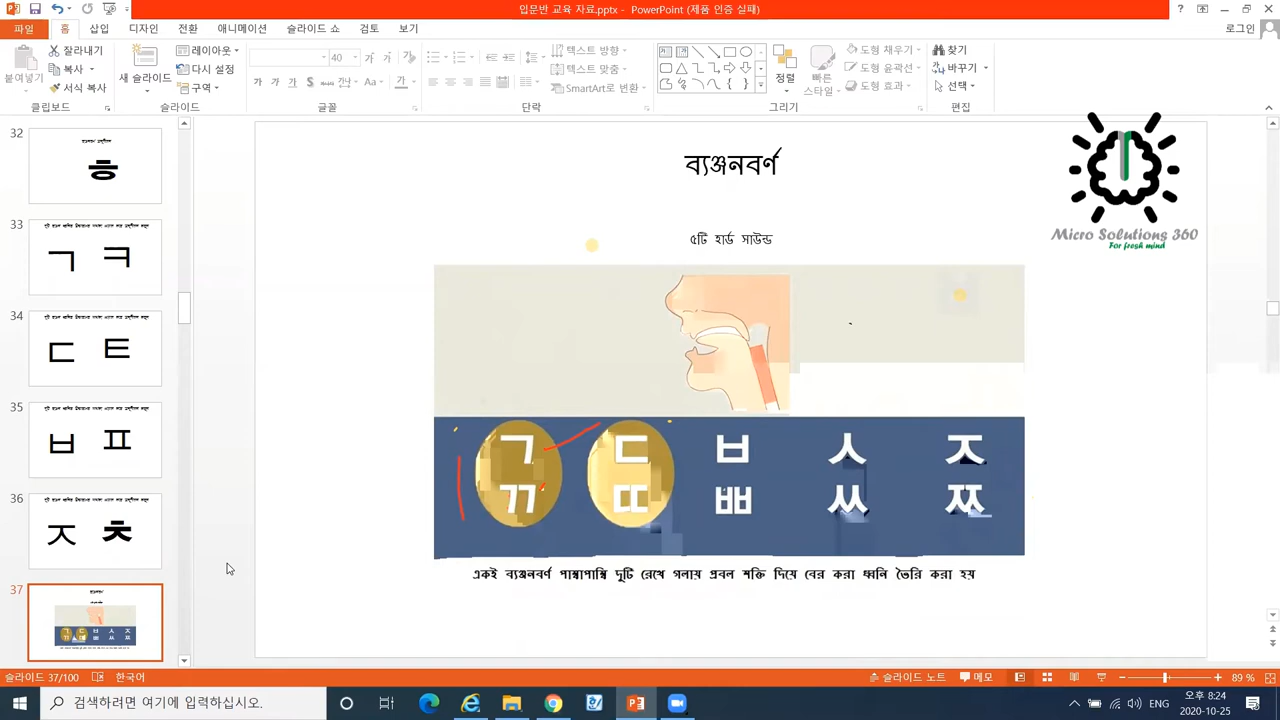 입문반 교육 자료.pptx - PowerPoint (제품 인증 실패)
파일 홈 삽입 디자인 전환 애니메이션 슬라이드 쇼 검토 보기
로그인
붙여넣기
잘라내기
복사
서식 복사
클립보드
새 슬라이드
레이아웃
다시 설정
구역
슬라이드
40
글꼴
텍스트 방향
텍스트 맞춤
SmartArt로 변환
단락
정렬
빠른 스타일
도형 채우기
도형 윤곽선
도형 효과
그리기
찾기
바꾸기
선택
편집
32
ㅎ
33
ㄱ ㅋ
34
ㄷ ㅌ
35
ㅂ ㅍ
36
ㅈ ㅊ
37
ব্যঞ্জনবর্ণ
৫টি হার্ড সাউন্ড
Micro Solutions 360
For fresh mind
ㄱ ㄷ ㅂ ㅅ ㅈ
ㄲ ㄸ ㅃ ㅆ ㅉ
একই ব্যঞ্জনবর্ণ পাশাপাশি দুটি রেখে গলায় প্রবল শক্তি দিয়ে বের করা ধ্বনি তৈরি করা হয়
슬라이드 37/100 한국어
슬라이드 노트 메모 89 %
검색하려면 여기에 입력하십시오.
오후 8:24
2020-10-25